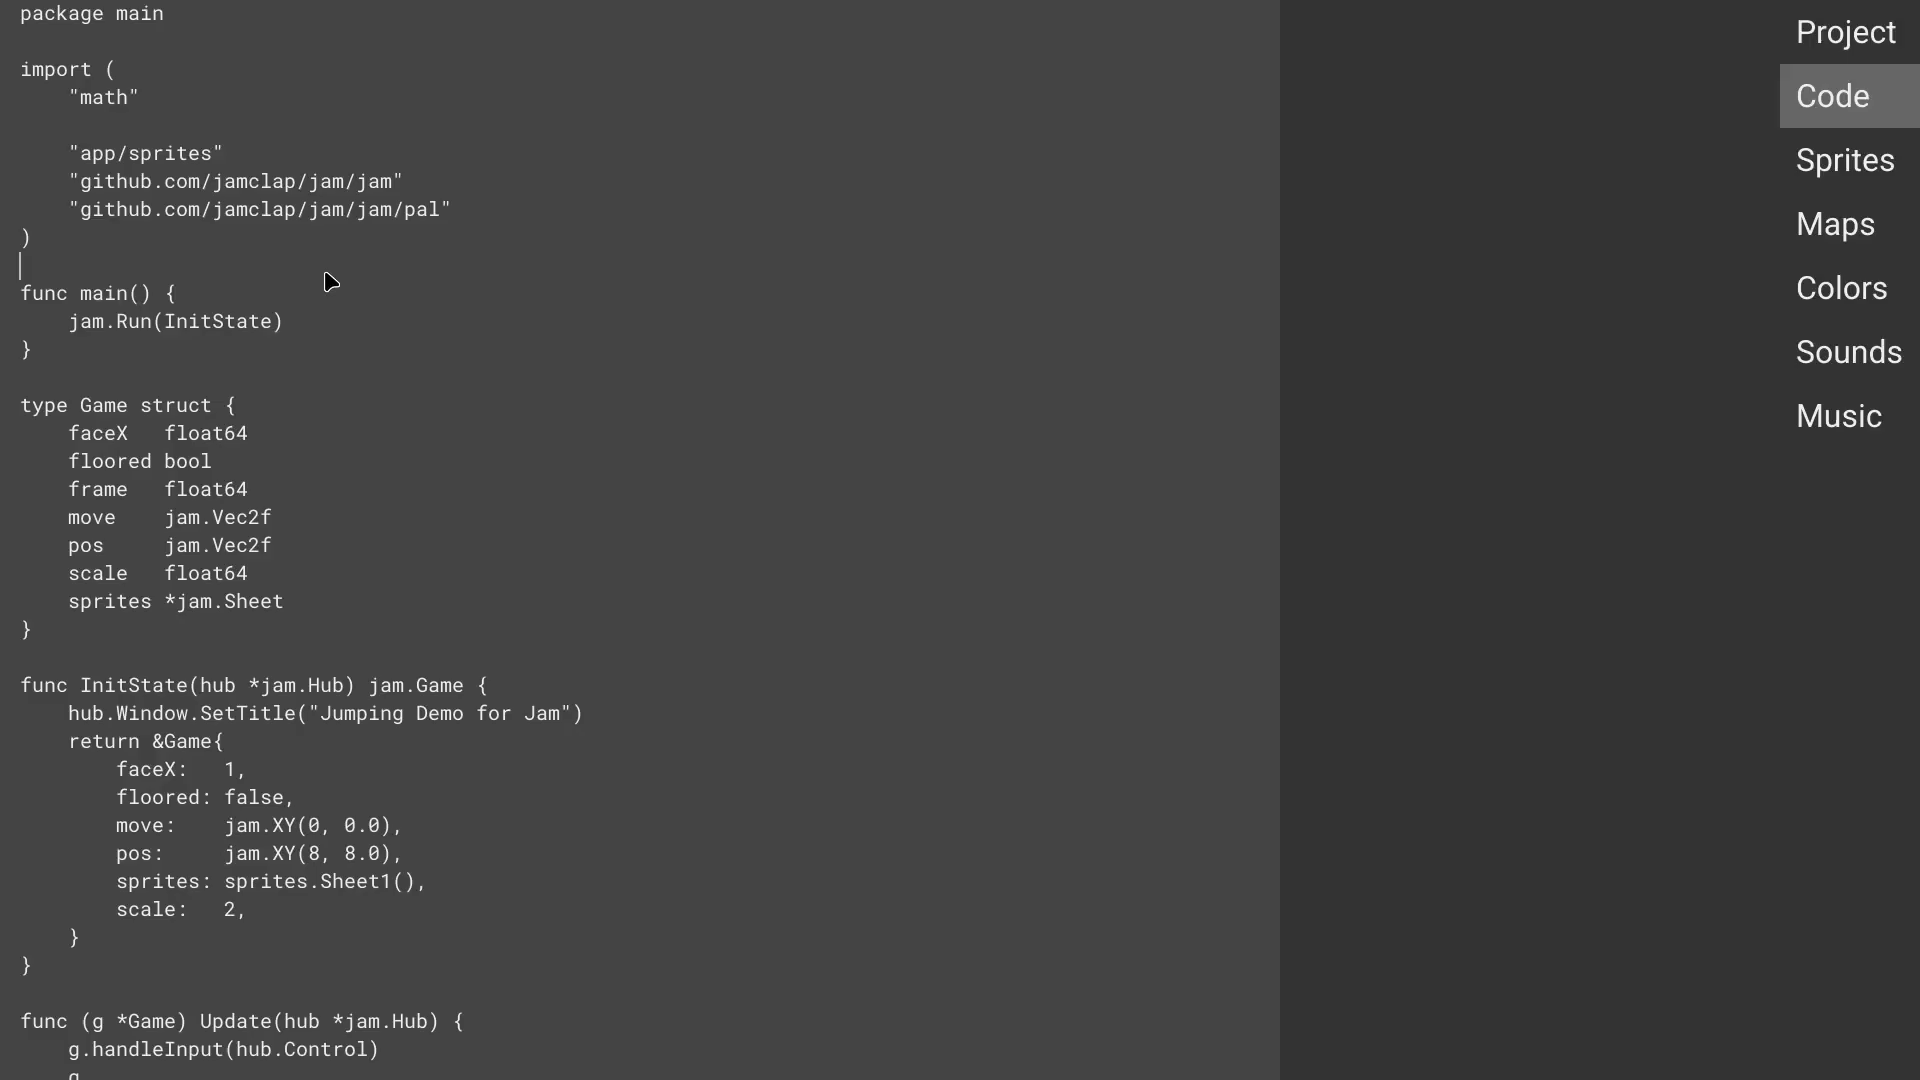 package main
import (
    "math"
    "app/sprites"
    "github.com/jamclap/jam/jam"
    "github.com/jamclap/jam/jam/pal"
)
func main() {
    jam.Run(InitState)
}
type Game struct {
    faceX   float64
    floored bool
    frame   float64
    move    jam.Vec2f
    pos     jam.Vec2f
    scale   float64
    sprites *jam.Sheet
}
func InitState(hub *jam.Hub) jam.Game {
    hub.Window.SetTitle("Jumping Demo for Jam")
    return &Game{
        faceX:   1,
        floored: false,
        move:    jam.XY(0, 0.0),
        pos:     jam.XY(8, 8.0),
        sprites: sprites.Sheet1(),
        scale:   2,
    }
}
func (g *Game) Update(hub *jam.Hub) {
    g.handleInput(hub.Control)
Project
Code
Sprites
Maps
Colors
Sounds
Music